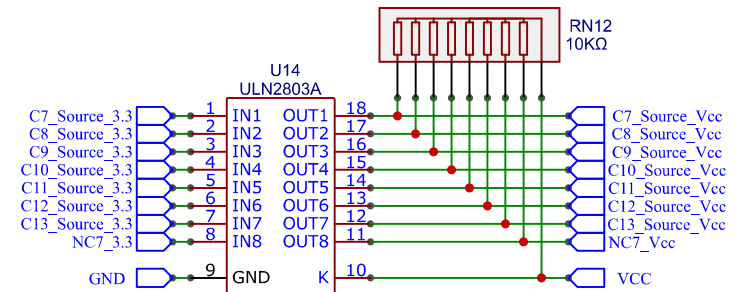 RN12
10KΩ
U14
ULN2803A
C7_Source_3.3 1 IN1 OUT1 18 C7_Source_Vcc
C8_Source_3.3 2 IN2 OUT2 17 C8_Source_Vcc
C9_Source_3.3 3 IN3 OUT3 16 C9_Source_Vcc
C10_Source_3.3 4 IN4 OUT4 15 C10_Source_Vcc
C11_Source_3.3 5 IN5 OUT5 14 C11_Source_Vcc
C12_Source_3.3 6 IN6 OUT6 13 C12_Source_Vcc
C13_Source_3.3 7 IN7 OUT7 12 C13_Source_Vcc
NC7_3.3 8 IN8 OUT8 11 NC7_Vcc
GND 9 GND K 10 VCC